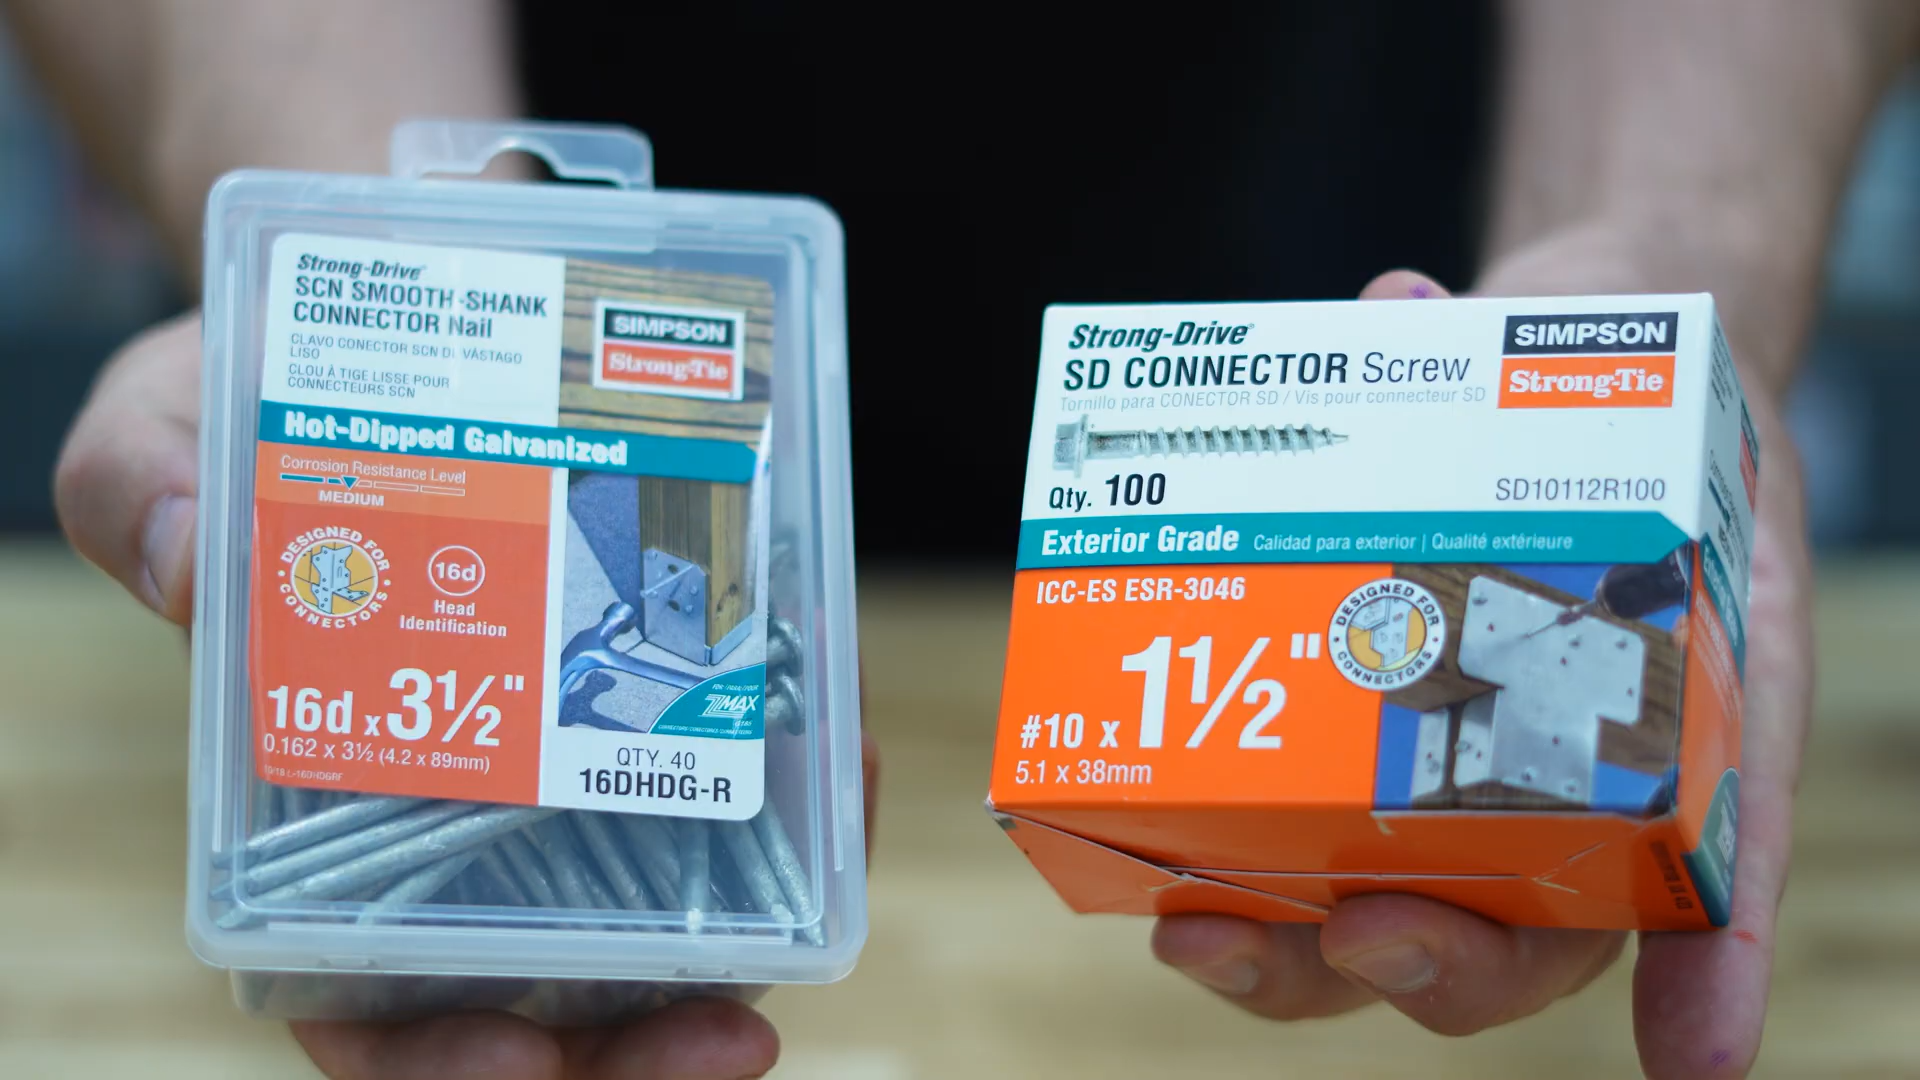 Strong-Drive
SCN SMOOTH-SHANK
CONNECTOR Nail
CLAVO CONECTOR SCN DE VÁSTAGO
LISO
CLOU À TIGE LISSE POUR
CONNECTEURS SCN
SIMPSON
Strong-Tie
Hot-Dipped Galvanized
Corrosion Resistance Level
MEDIUM
DESIGNED FOR
CONNECTORS
16d
Head
Identification
16d x 3½"
0.162 x 3½ (4.2 x 89mm)
ZMAX
QTY. 40
16DHDG-R
Strong-Drive®
SD CONNECTOR Screw
Tornillo para CONECTOR SD / Vis pour connecteur SD
SIMPSON
Strong-Tie
Qty. 100
SD10112R100
Exterior Grade Calidad para exterior | Qualité extérieure
ICC-ES ESR-3046
DESIGNED FOR
CONNECTORS
#10 x 1½"
5.1 x 38mm